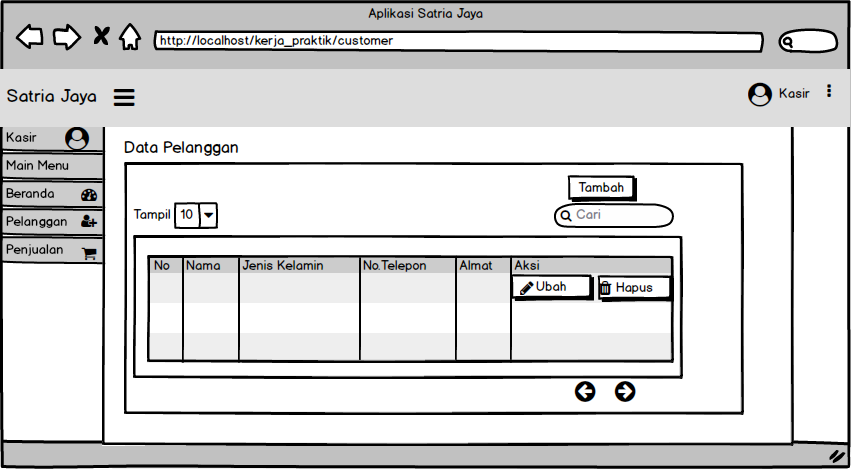 Aplikasi Satria Jaya
http://localhost/kerja_praktik/customer
Satria Jaya
Kasir
Kasir
Main Menu
Beranda
Pelanggan
Penjualan
Data Pelanggan
Tambah
Tampil 10
Cari
No Nama Jenis Kelamin No.Telepon Almat Aksi
Ubah Hapus